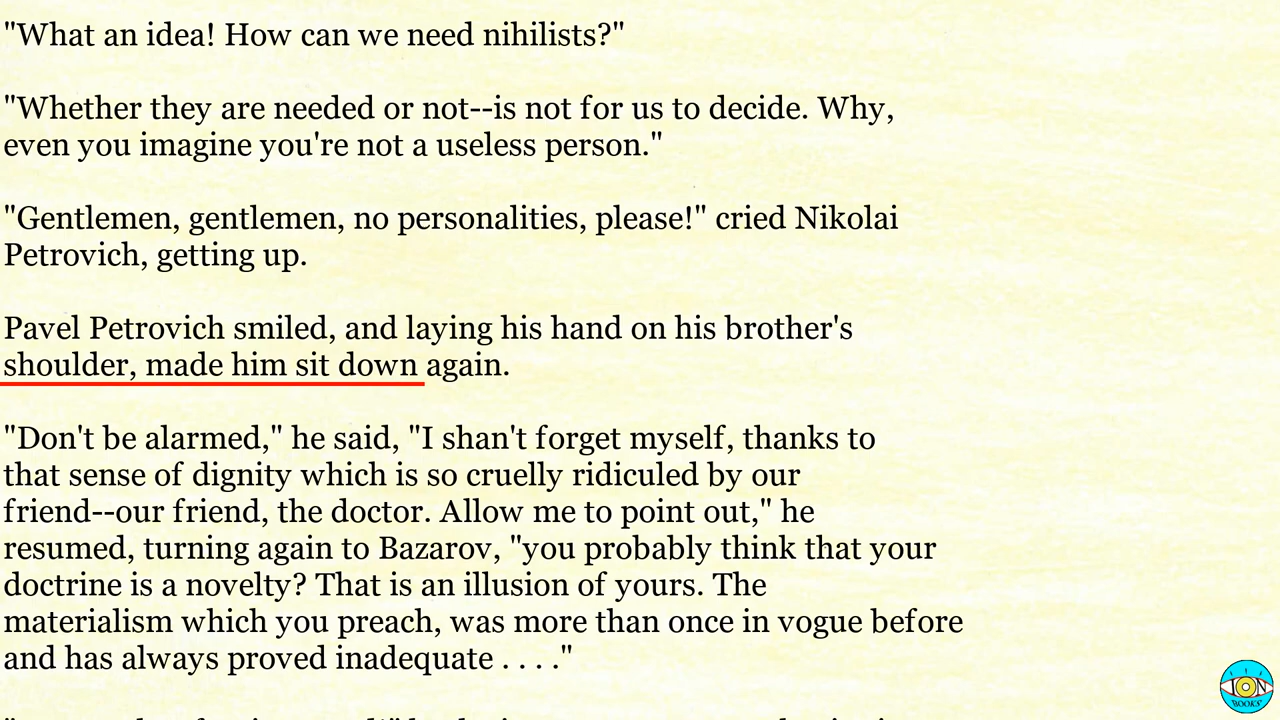 "What an idea! How can we need nihilists?"
"Whether they are needed or not--is not for us to decide. Why,
even you imagine you're not a useless person."
"Gentlemen, gentlemen, no personalities, please!" cried Nikolai
Petrovich, getting up.
Pavel Petrovich smiled, and laying his hand on his brother's
shoulder, made him sit down again.
"Don't be alarmed," he said, "I shan't forget myself, thanks to
that sense of dignity which is so cruelly ridiculed by our
friend--our friend, the doctor. Allow me to point out," he
resumed, turning again to Bazarov, "you probably think that your
doctrine is a novelty? That is an illusion of yours. The
materialism which you preach, was more than once in vogue before
and has always proved inadequate . . . ."
ION
BOOKS